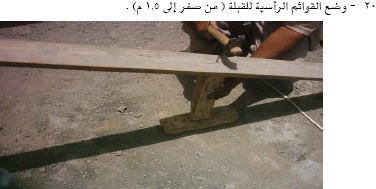 ٢٠ - وضع القوائم الرأسية للقبلة ( من صفر إلى ١.٥ م ) .